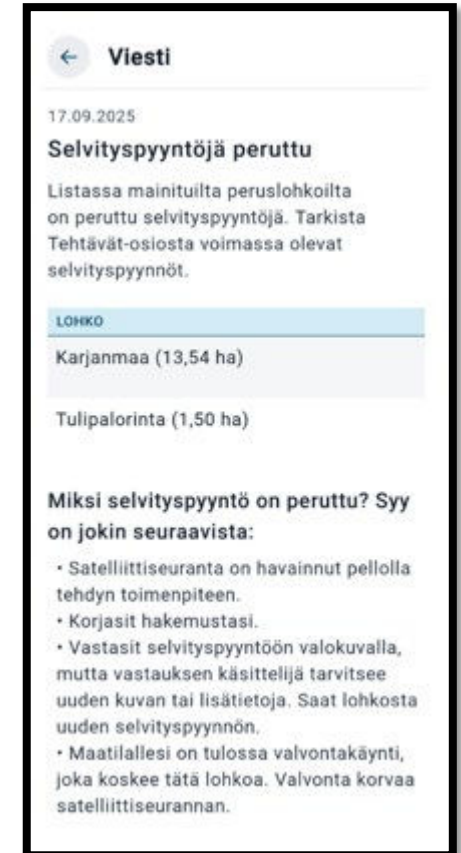 ← Viesti
17.09.2025
Selvityspyyntöjä peruttu
Listassa mainituilta peruslohkoilta
on peruttu selvityspyyntöjä. Tarkista
Tehtävät-osiosta voimassa olevat
selvityspyynnöt.
LOHKO
Karjanmaa (13,54 ha)
Tulipalorinta (1,50 ha)
Miksi selvityspyyntö on peruttu? Syy
on jokin seuraavista:
• Satelliittiseuranta on havainnut pellolla
tehdyn toimenpiteen.
• Korjasit hakemustasi.
• Vastasit selvityspyyntöön valokuvalla,
mutta vastauksen käsittelijä tarvitsee
uuden kuvan tai lisätietoja. Saat lohkosta
uuden selvityspyynnön.
• Maatilallesi on tulossa valvontakäynti,
joka koskee tätä lohkoa. Valvonta korvaa
satelliittiseurannan.